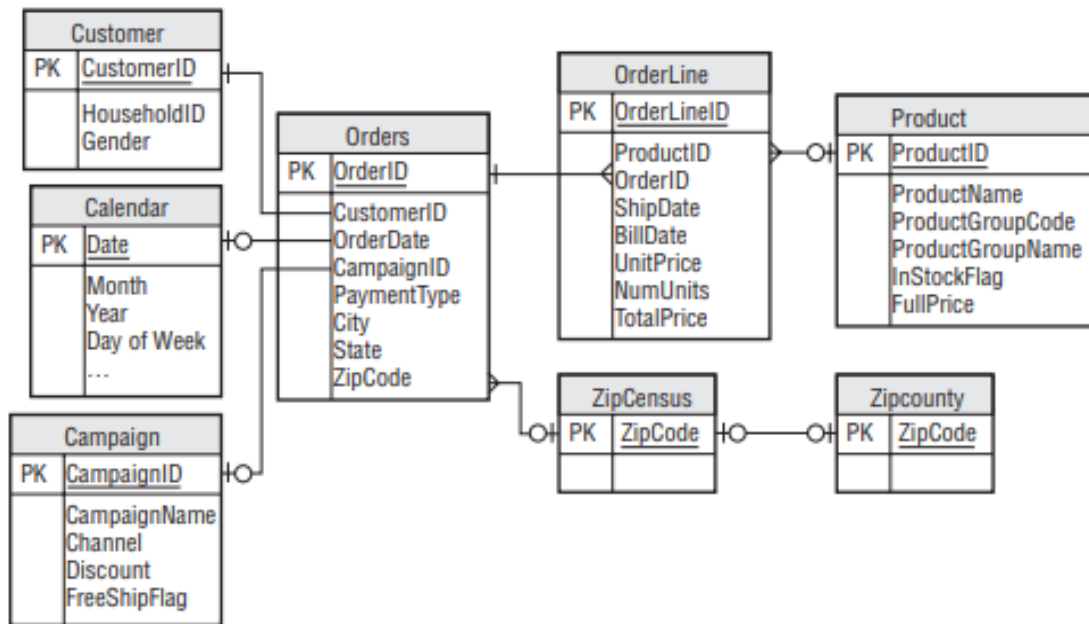 Customer
PK CustomerID
HouseholdID
Gender
Calendar
PK Date
Month
Year
Day of Week
...
Campaign
PK CampaignID
CampaignName
Channel
Discount
FreeShipFlag
Orders
PK OrderID
CustomerID
OrderDate
CampaignID
PaymentType
City
State
ZipCode
OrderLine
PK OrderLineID
ProductID
OrderID
ShipDate
BillDate
UnitPrice
NumUnits
TotalPrice
Product
PK ProductID
ProductName
ProductGroupCode
ProductGroupName
InStockFlag
FullPrice
ZipCensus
PK ZipCode
Zipcounty
PK ZipCode